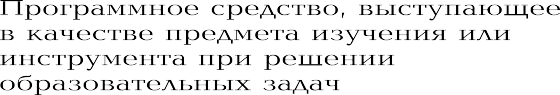 Программное средство, выступающее
в качестве предмета изучения или
инструмента при решении
образовательных задач